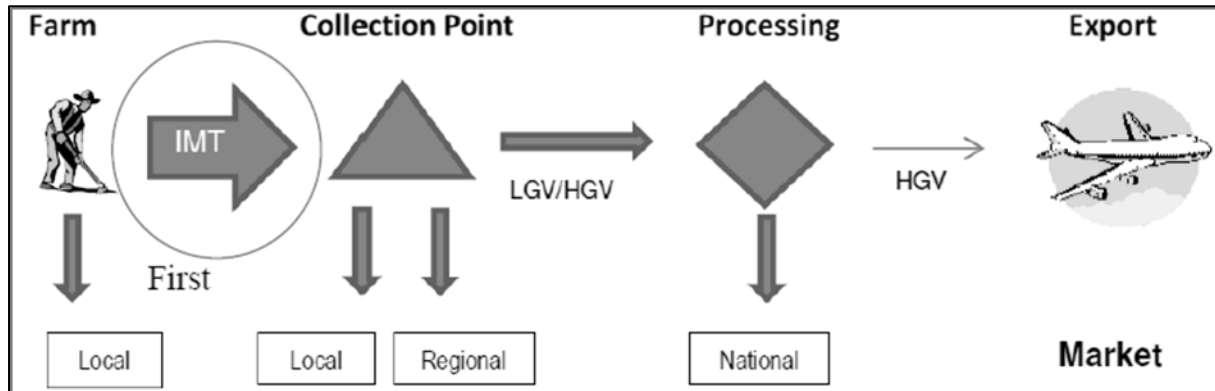 Farm
Collection Point
Processing
Export
IMT
LGV/HGV
HGV
First
Local
Local
Regional
National
Market